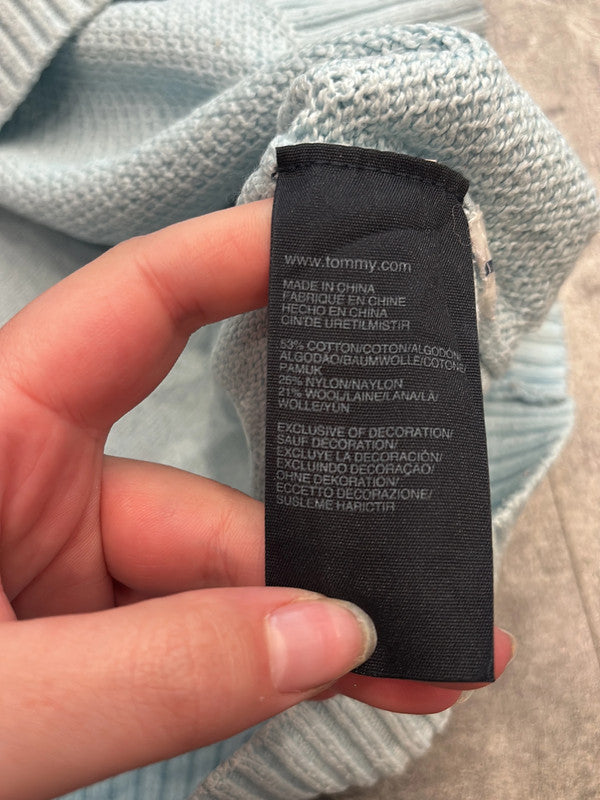 www.tommy.com
MADE IN CHINA
FABRIQUÉ EN CHINE
HECHO EN CHINA
CIN'DE URETILMISTIR
53% COTTON/COTON/ALGODON/
ALGODÃO/BAUMWOLLE/COTONE/
PAMUK
25% NYLON/NAYLON
21% WOOL/LAINE/LANA/LÃ/
WOLLE/YUN
EXCLUSIVE OF DECORATION/
SAUF DECORATION/
EXCLUYE LA DECORACIÓN/
EXCLUINDO DECORAÇÃO/
OHNE DEKORATION/
ECCETTO DECORAZIONE/
SUSLEME HARICTIR